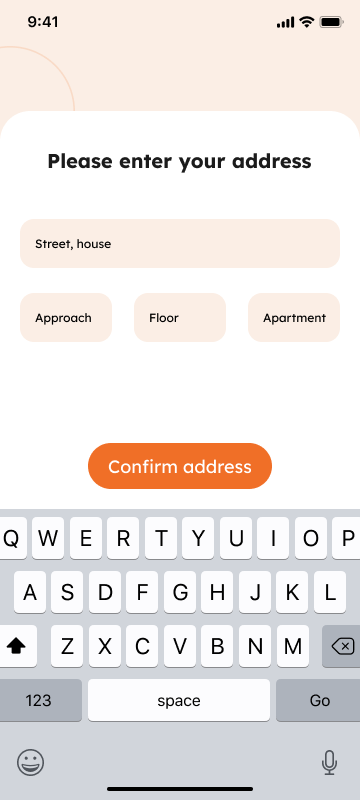 9:41
Please enter your address
Street, house
Approach Floor Apartment
Confirm address
Q W E R T Y U I O P
A S D F G H J K L
Z X C V B N M
123 space Go